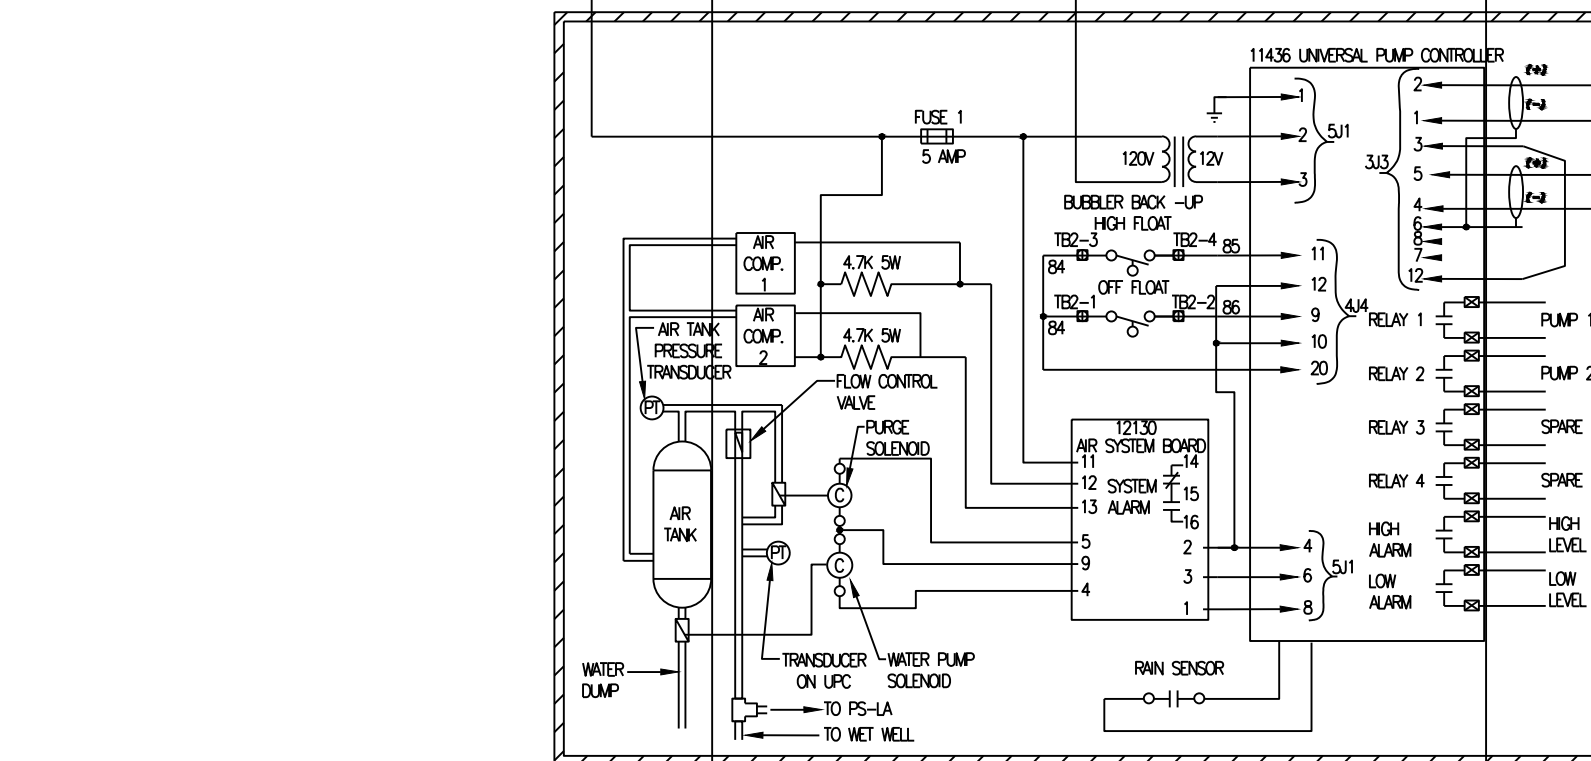 11436 UNIVERSAL PUMP CONTROLLER
FUSE 1
5 AMP
120V
12V
1
2
3
5J1
2
1
3
5
4
6
8
7
12
3J3
(+)
(-)
(+)
(-)
BUBBLER BACK -UP
HIGH FLOAT
TB2-3
TB2-4
85
84
OFF FLOAT
TB2-1
TB2-2
86
84
11
12
9
10
20
4J4
AIR
COMP.
1
4.7K 5W
AIR
COMP.
2
4.7K 5W
AIR TANK
PRESSURE
TRANSDUCER
PT
FLOW CONTROL
VALVE
PURGE
SOLENOID
C
AIR
TANK
PT
C
WATER
DUMP
TRANSDUCER
ON UPC
WATER PUMP
SOLENOID
TO PS-LA
TO WET WELL
12130
AIR SYSTEM BOARD
11
12
13
SYSTEM
ALARM
14
15
16
5
9
4
2
3
1
4
6
8
5J1
RELAY 1
PUMP 1
RELAY 2
PUMP 2
RELAY 3
SPARE
RELAY 4
SPARE
HIGH
ALARM
HIGH
LEVEL
LOW
ALARM
LOW
LEVEL
RAIN SENSOR